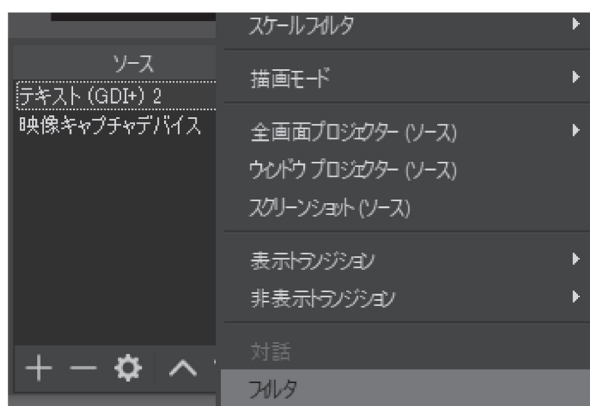 ソース
テキスト (GDI+) 2
映像キャプチャデバイス
スケールフィルタ
描画モード
全画面プロジェクター (ソース)
ウィンドウ プロジェクター (ソース)
スクリーンショット (ソース)
表示トランジション
非表示トランジション
対話
フィルタ